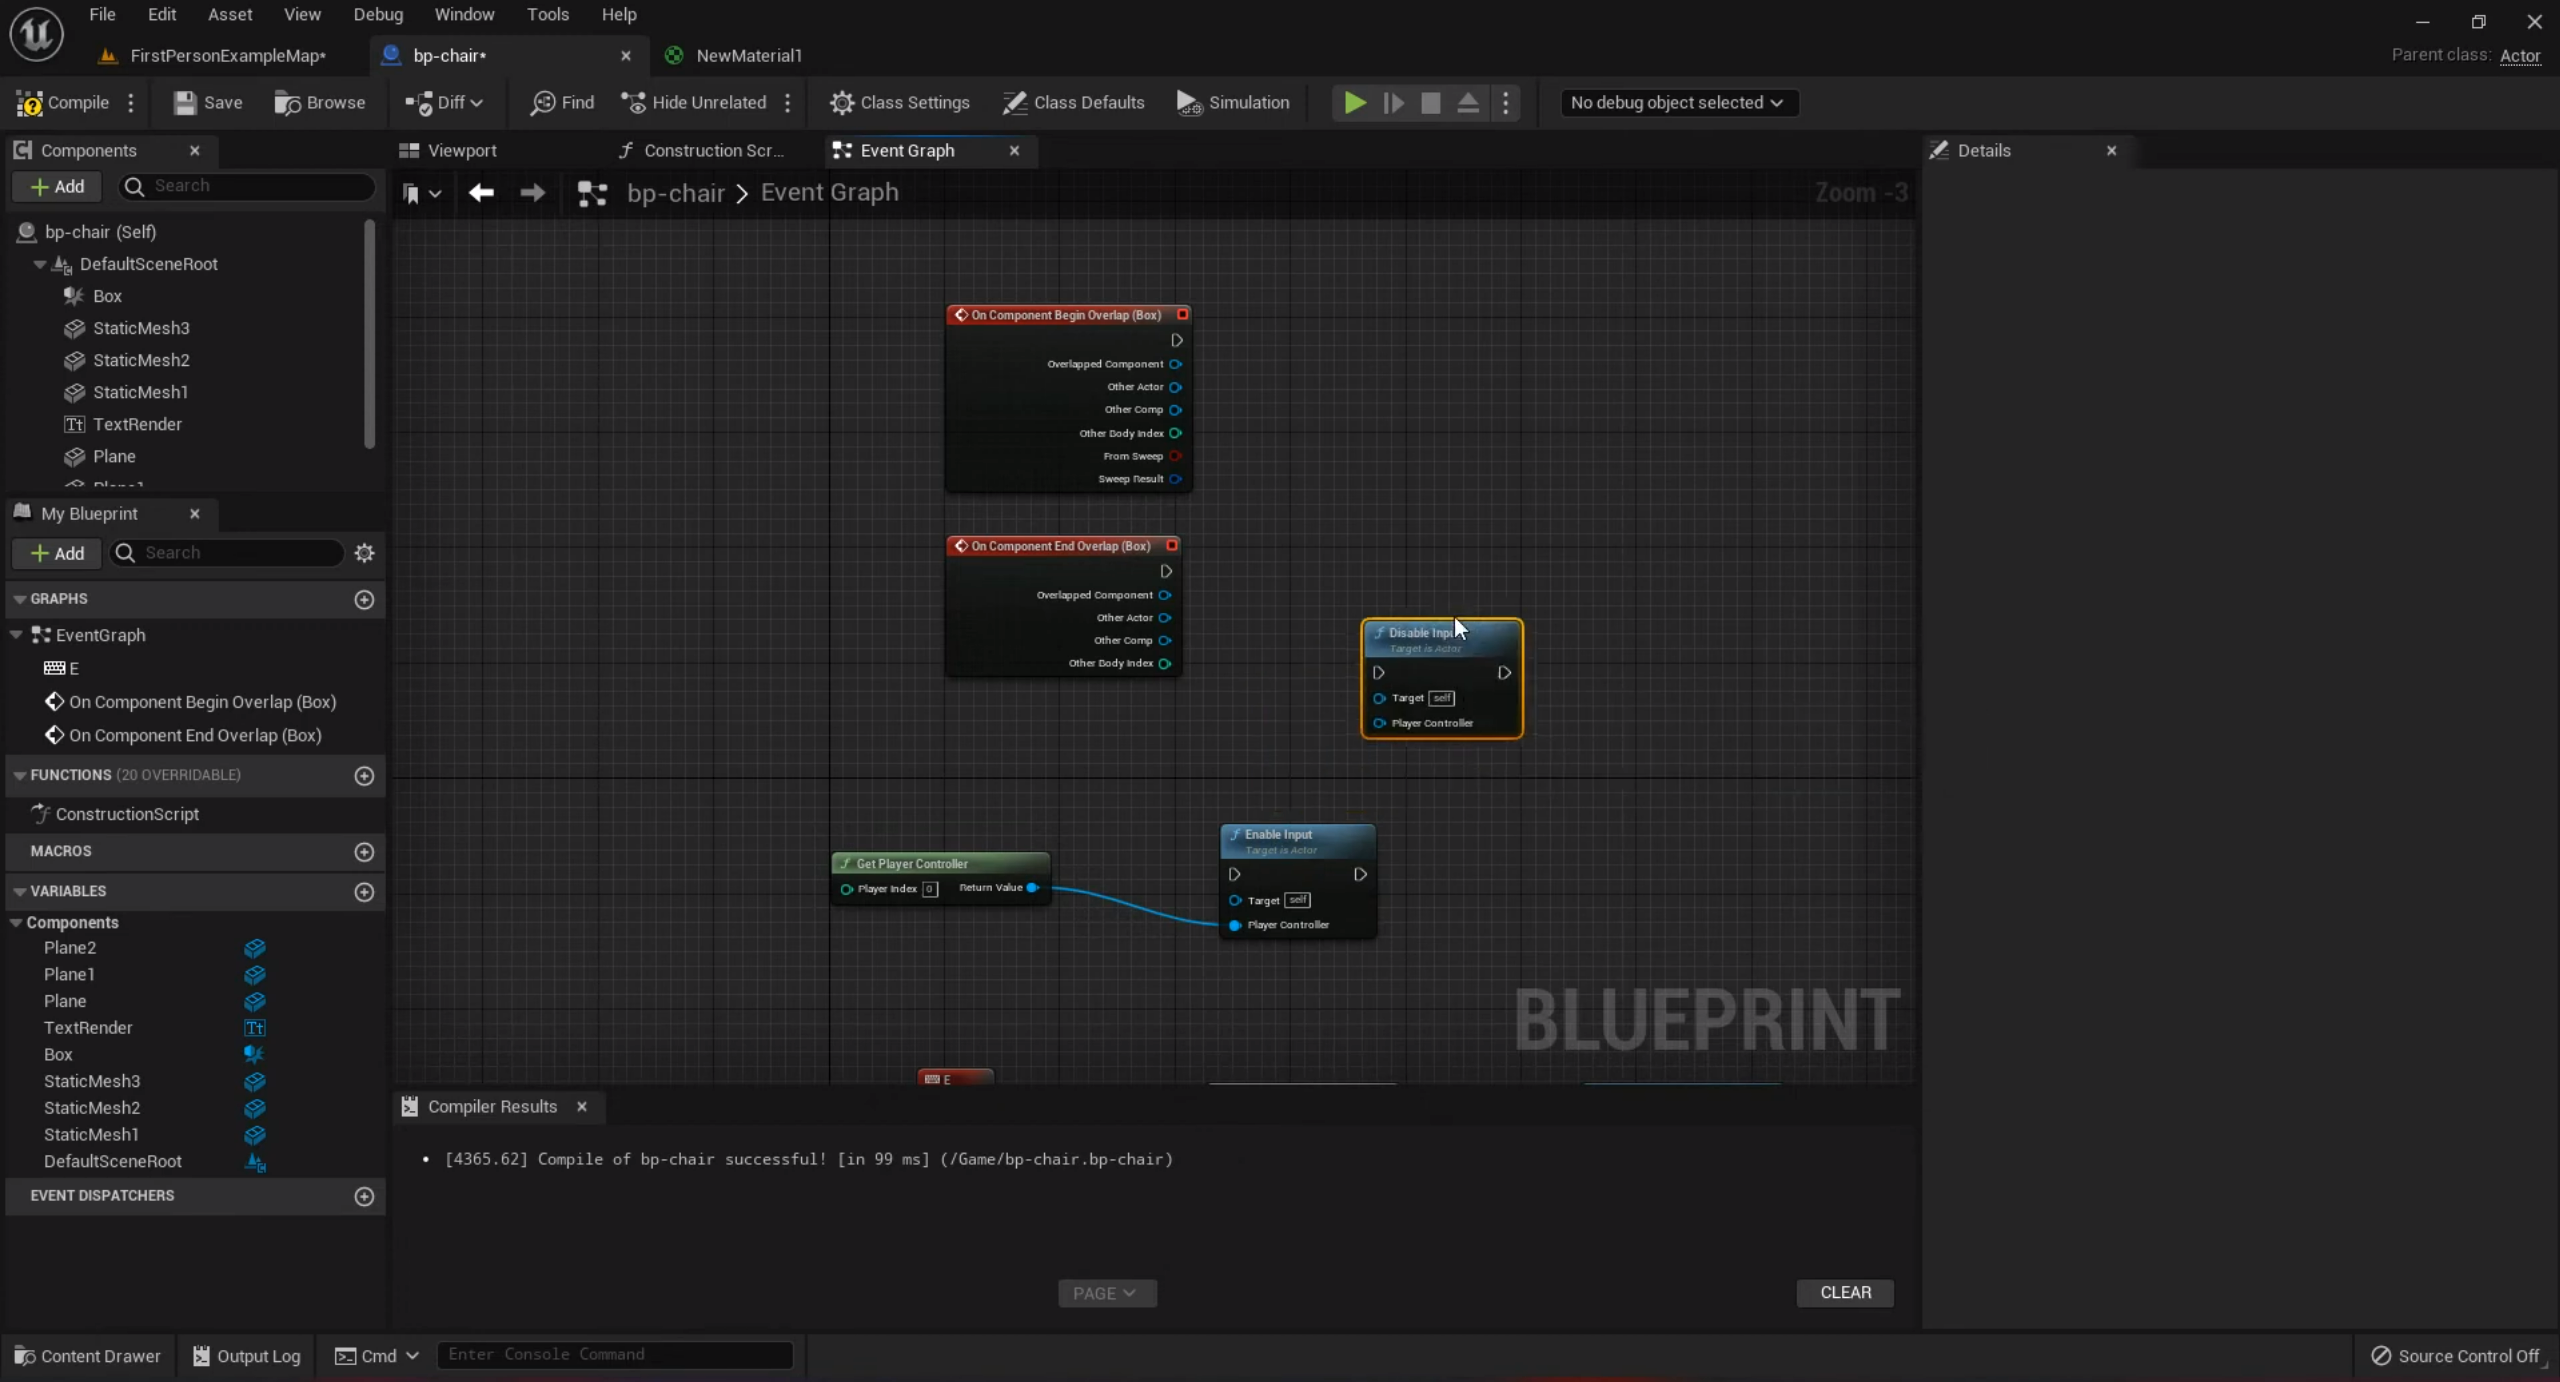 File Edit Asset View Debug Window Tools Help
FirstPersonExampleMap* bp-chair* NewMaterial1 Parent class: Actor
Compile Save Browse Diff Find Hide Unrelated Class Settings Class Defaults Simulation No debug object selected
Components Viewport Construction Scr... Event Graph Details
Add Search bp-chair > Event Graph Zoom -3
bp-chair (Self)
DefaultSceneRoot
Box
StaticMesh3
StaticMesh2
StaticMesh1
Tt TextRender
Plane
Plane1
My Blueprint
Add Search
GRAPHS
EventGraph
E
On Component Begin Overlap (Box)
On Component End Overlap (Box)
FUNCTIONS (20 OVERRIDABLE)
ConstructionScript
MACROS
VARIABLES
Components
Plane2
Plane1
Plane
TextRender Tt
Box
StaticMesh3
StaticMesh2
StaticMesh1
DefaultSceneRoot
EVENT DISPATCHERS
On Component Begin Overlap (Box)
Overlapped Component
Other Actor
Other Comp
Other Body Index
From Sweep
Sweep Result
On Component End Overlap (Box)
Overlapped Component
Other Actor
Other Comp
Other Body Index
Disable Input
Target is Actor
Target self
Player Controller
Get Player Controller
Player Index 0 Return Value
Enable Input
Target is Actor
Target self
Player Controller
E
BLUEPRINT
Compiler Results
• [4365.62] Compile of bp-chair successful! [in 99 ms] (/Game/bp-chair.bp-chair)
PAGE CLEAR
Content Drawer Output Log Cmd Enter Console Command Source Control Off